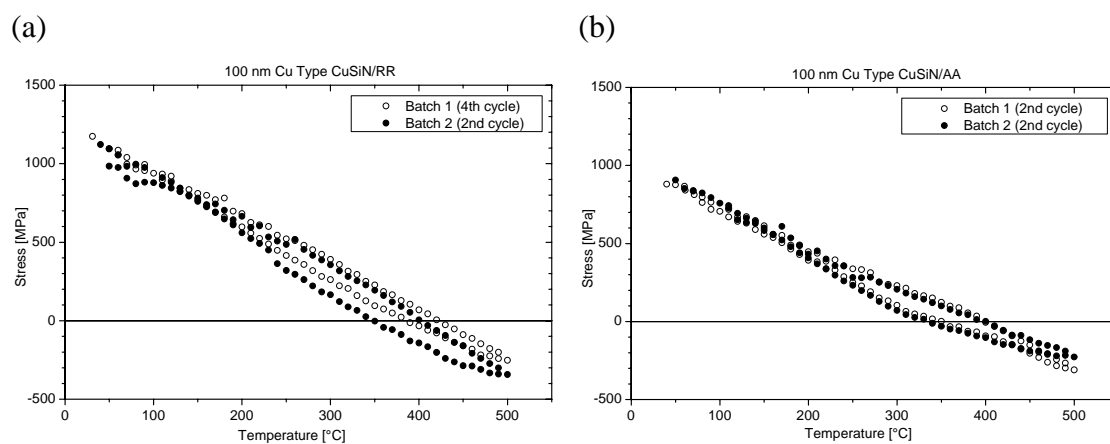 (a)
100 nm Cu Type CuSiN/RR
1500
1000
500
0
-500
Stress [MPa]
Batch 1 (4th cycle)
Batch 2 (2nd cycle)
0 100 200 300 400 500
Temperature [°C]
(b)
100 nm Cu Type CuSiN/AA
1500
1000
500
0
-500
Stress [MPa]
Batch 1 (2nd cycle)
Batch 2 (2nd cycle)
0 100 200 300 400 500
Temperature [°C]